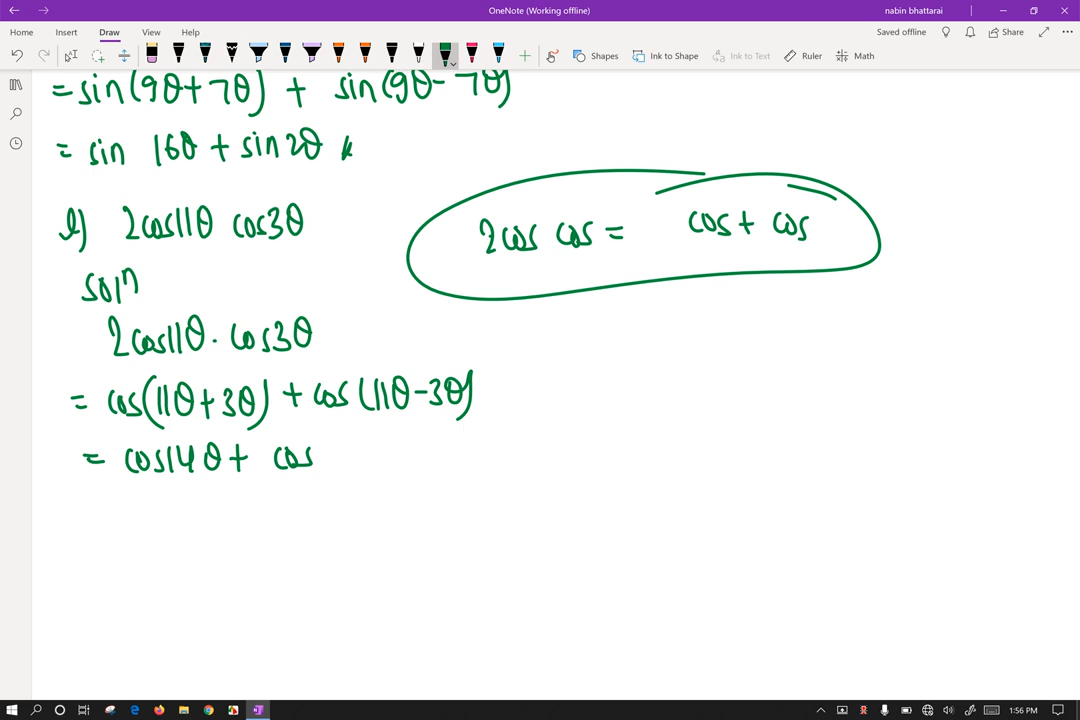 OneNote (Working offline)
nabin bhattarai
Home Insert Draw View Help
Saved offline
Share
Shapes
Ink to Shape
Ink to Text
Ruler
Math
=sin(9θ+7θ) + sin(9θ-7θ)
= sin 16θ + sin2θ
2cos11θ cos3θ
2cos cos = cos + cos
solⁿ
2cos11θ . cos3θ
= cos(11θ+3θ) + cos(11θ-3θ)
= cos14θ + cos
1:56 PM